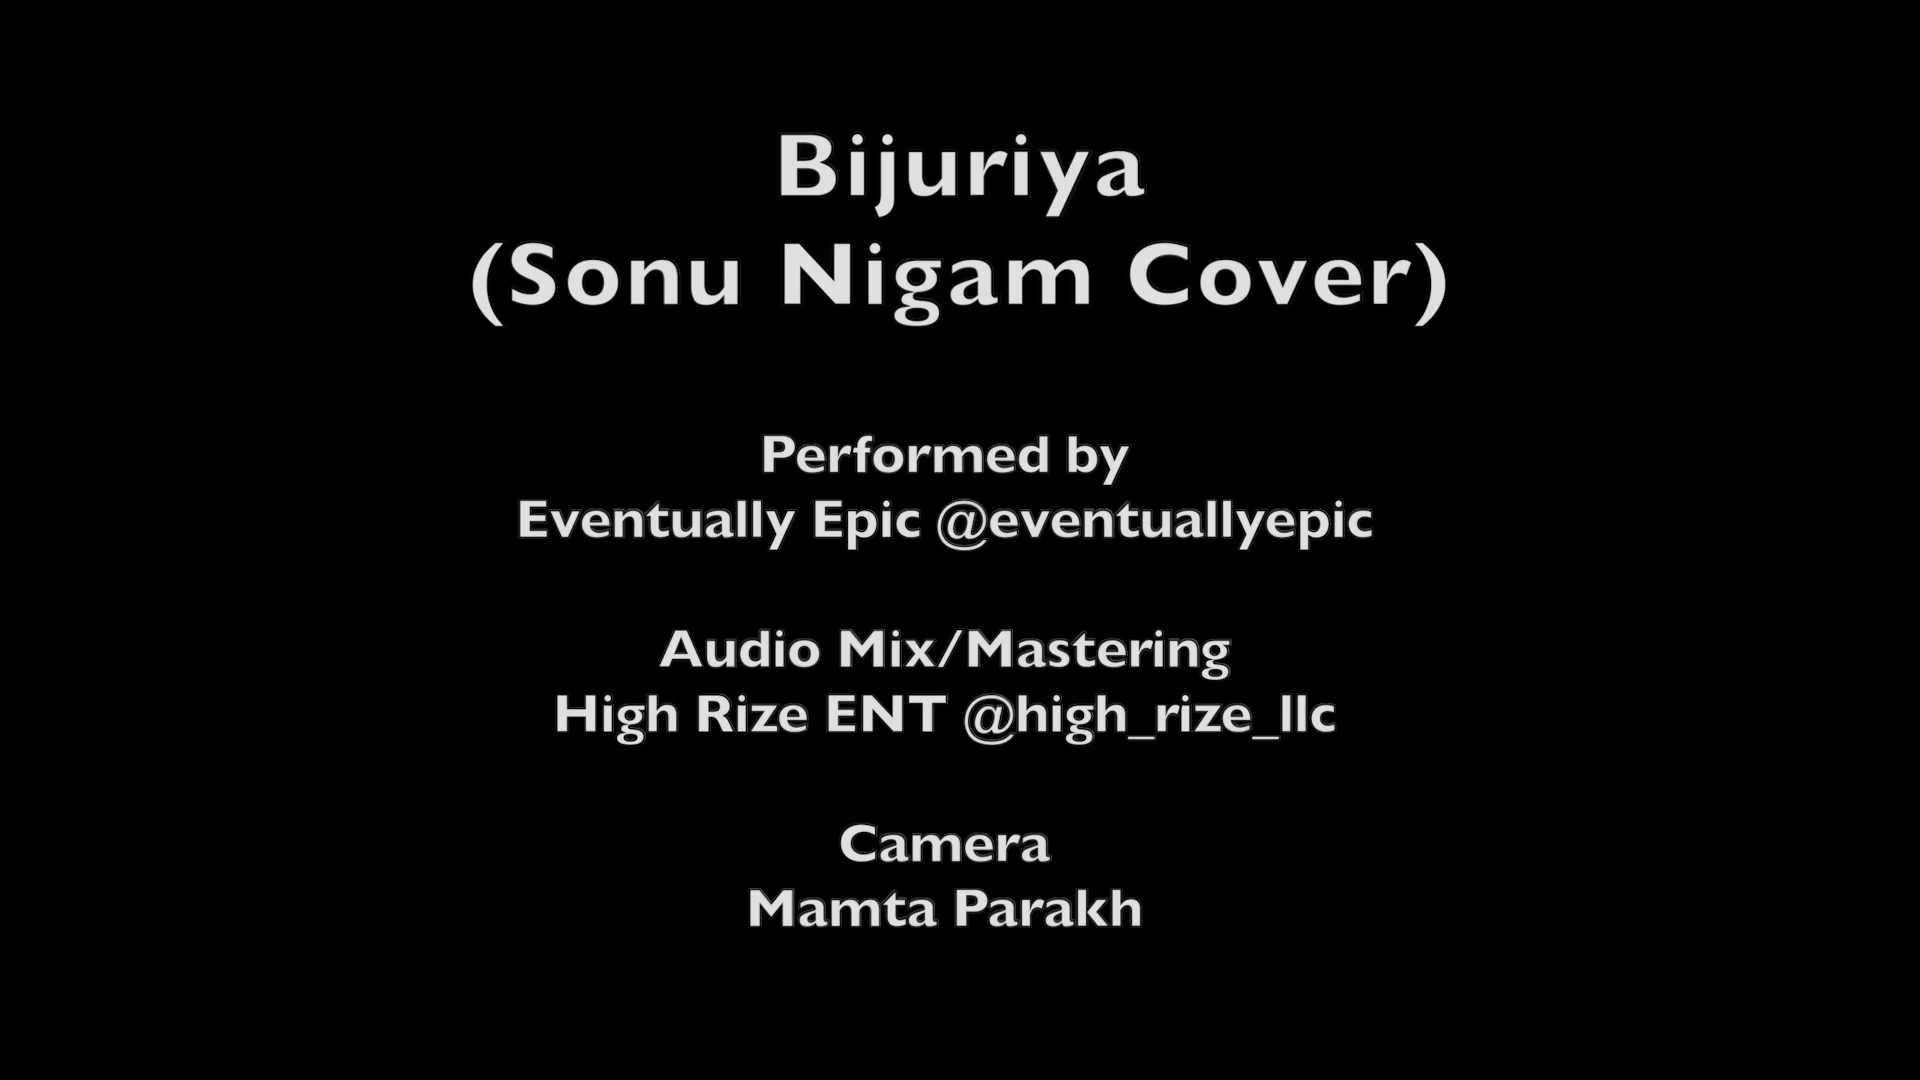 Bijuriya
(Sonu Nigam Cover)
Performed by
Eventually Epic @eventuallyepic
Audio Mix/Mastering
High Rize ENT @high_rize_llc
Camera
Mamta Parakh